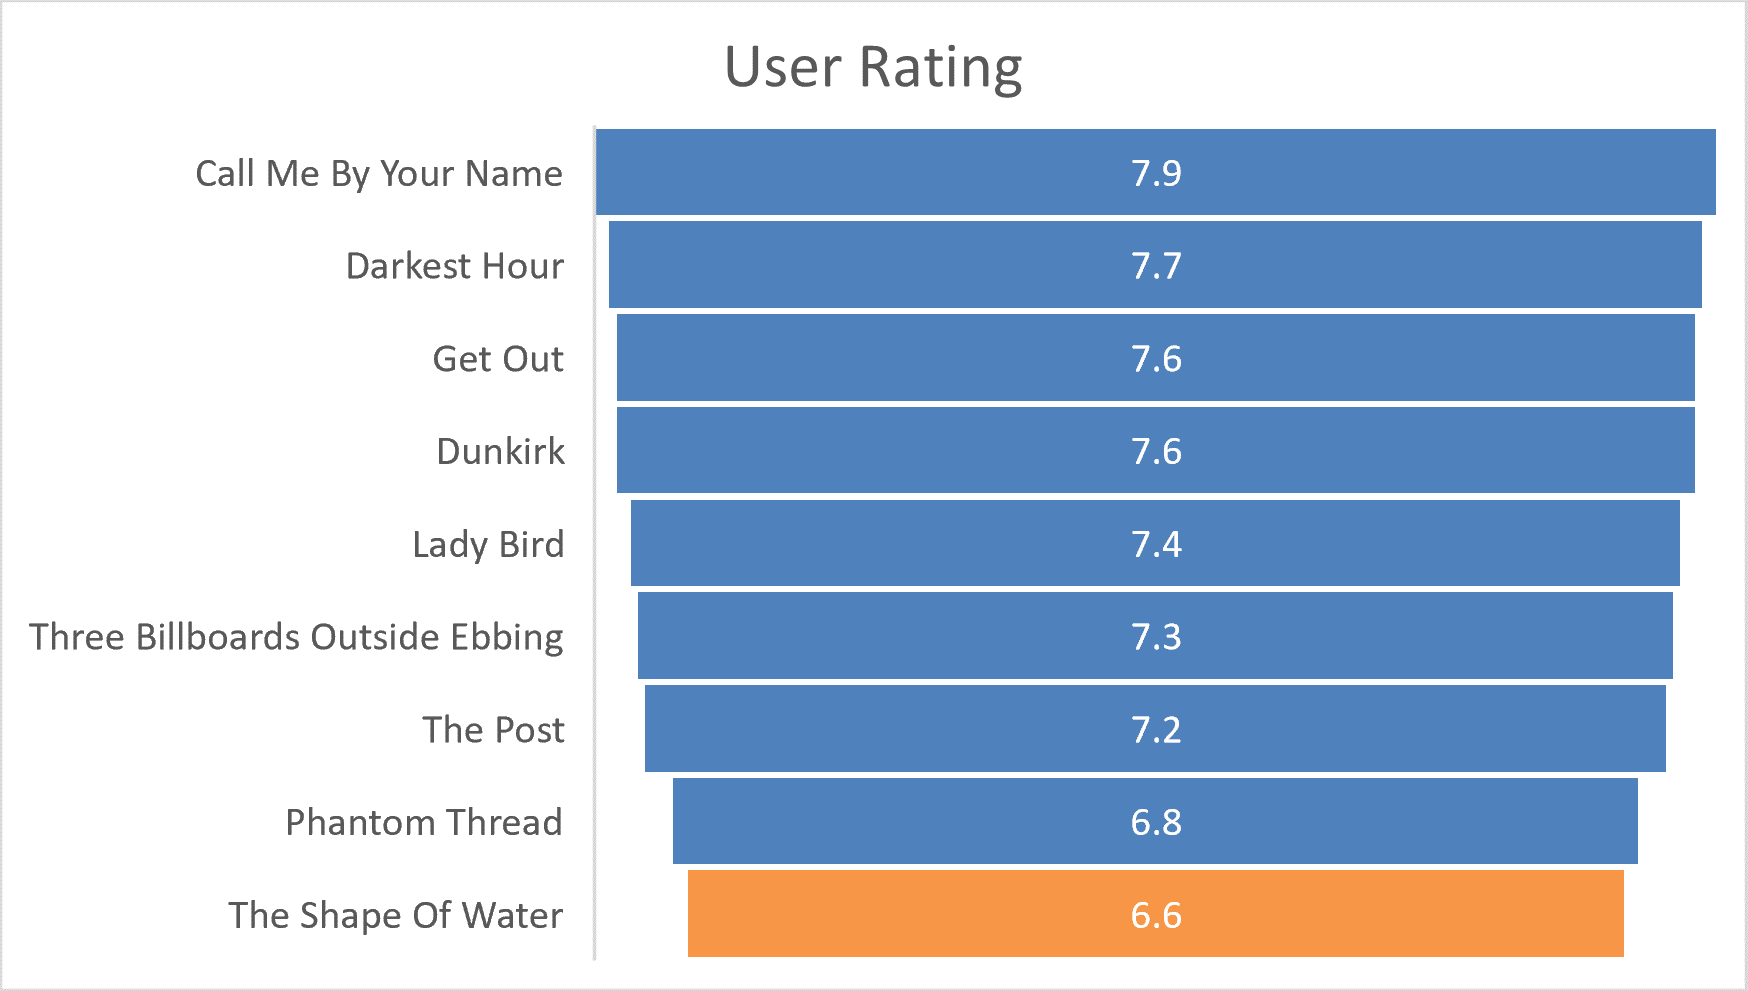 User Rating
Call Me By Your Name 7.9
Darkest Hour 7.7
Get Out 7.6
Dunkirk 7.6
Lady Bird 7.4
Three Billboards Outside Ebbing 7.3
The Post 7.2
Phantom Thread 6.8
The Shape Of Water 6.6